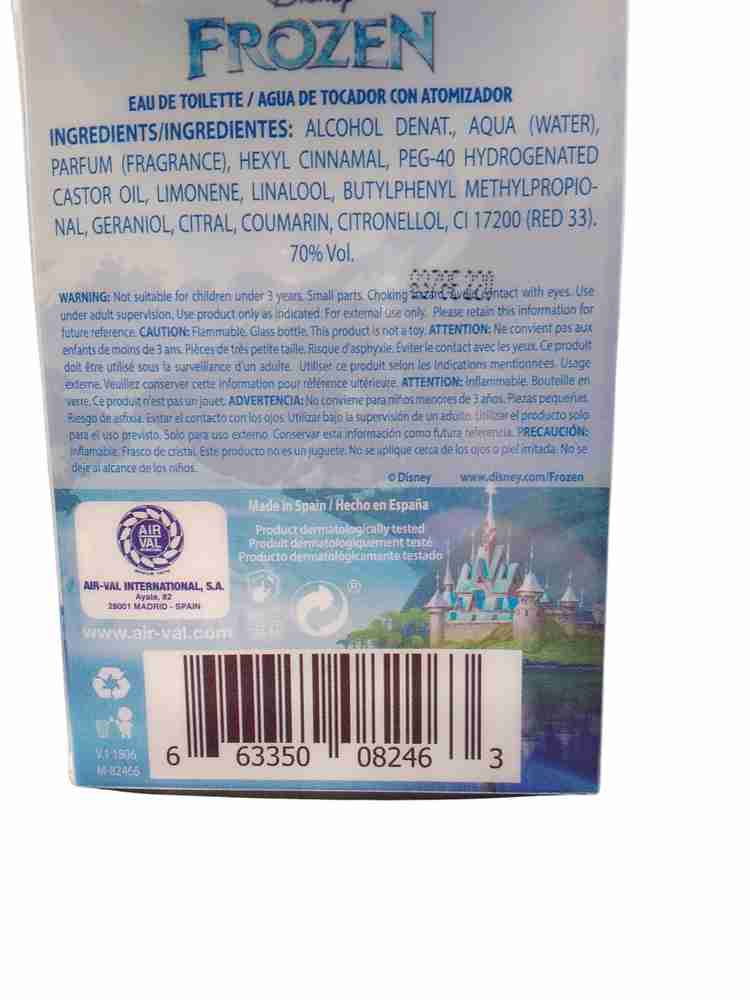 Disney
FROZEN
EAU DE TOILETTE / AGUA DE TOCADOR CON ATOMIZADOR
INGREDIENTS/INGREDIENTES: ALCOHOL DENAT., AQUA (WATER),
PARFUM (FRAGRANCE), HEXYL CINNAMAL, PEG-40 HYDROGENATED
CASTOR OIL, LIMONENE, LINALOOL, BUTYLPHENYL METHYLPROPIO-
NAL, GERANIOL, CITRAL, COUMARIN, CITRONELLOL, CI 17200 (RED 33).
70% Vol.
WARNING: Not suitable for children under 3 years. Small parts. Choking hazard. Avoid contact with eyes. Use
under adult supervision. Use product only as indicated. For external use only. Please retain this information for
future reference. CAUTION: Flammable. Glass bottle. This product is not a toy. ATTENTION: Ne convient pas aux
enfants de moins de 3 ans. Pièces de très petite taille. Risque d'asphyxie. Eviter le contact avec les yeux. Ce produit
doit être utilisé sous la surveillance d'un adulte. Utiliser ce produit selon les indications mentionnées. Usage
externe. Veuillez conserver cette information pour référence ultérieure. ATTENTION: Inflammable. Bouteille en
verre. Ce produit n'est pas un jouet. ADVERTENCIA: No conviene para niños menores de 3 años. Piezas pequeñas.
Riesgo de asfixia. Evitar el contacto con los ojos. Utilizar bajo la supervisión de un adulto. Utilizar el producto solo
para el uso previsto. Solo para uso externo. Conservar esta información como futura referencia. PRECAUCIÓN:
Inflamable. Frasco de cristal. Este producto no es un juguete. No se aplique cerca de los ojos o piel irritada. No se
deje al alcance de los niños.
© Disney www.disney.com/Frozen
Made in Spain / Hecho en España
Product dermatologically tested
Produit dermatologiquement testé
Producto dermatológicamente testado
AIR
VAL
AIR-VAL INTERNATIONAL, S.A.
Ayala, 82
28001 MADRID - SPAIN
www.air-val.com
®
V.1 1806
M-82466
6 63350 08246 3